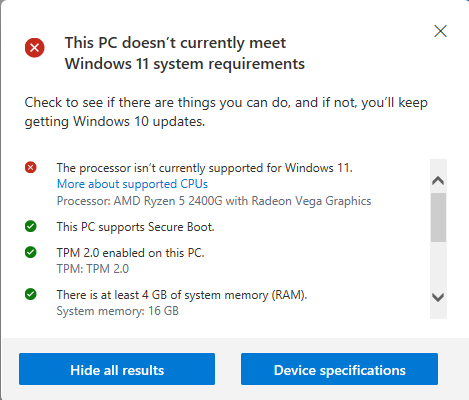 This PC doesn’t currently meet
Windows 11 system requirements
Check to see if there are things you can do, and if not, you’ll keep
getting Windows 10 updates.
The processor isn’t currently supported for Windows 11.
More about supported CPUs
Processor: AMD Ryzen 5 2400G with Radeon Vega Graphics
This PC supports Secure Boot.
TPM 2.0 enabled on this PC.
TPM: TPM 2.0
There is at least 4 GB of system memory (RAM).
System memory: 16 GB
Hide all results
Device specifications